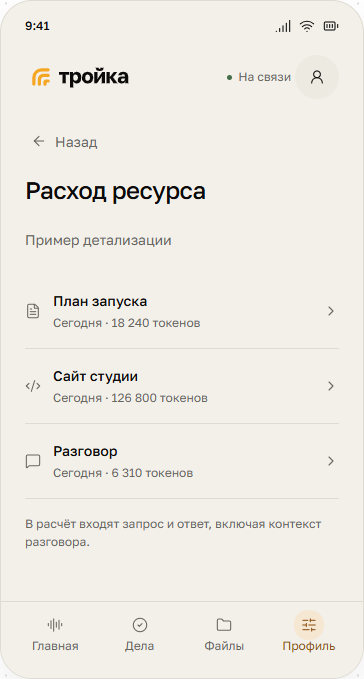 9:41
тройка
На связи
Назад
Расход ресурса
Пример детализации
План запуска
Сегодня · 18 240 токенов
Сайт студии
Сегодня · 126 800 токенов
Разговор
Сегодня · 6 310 токенов
В расчёт входят запрос и ответ, включая контекст
разговора.
Главная
Дела
Файлы
Профиль